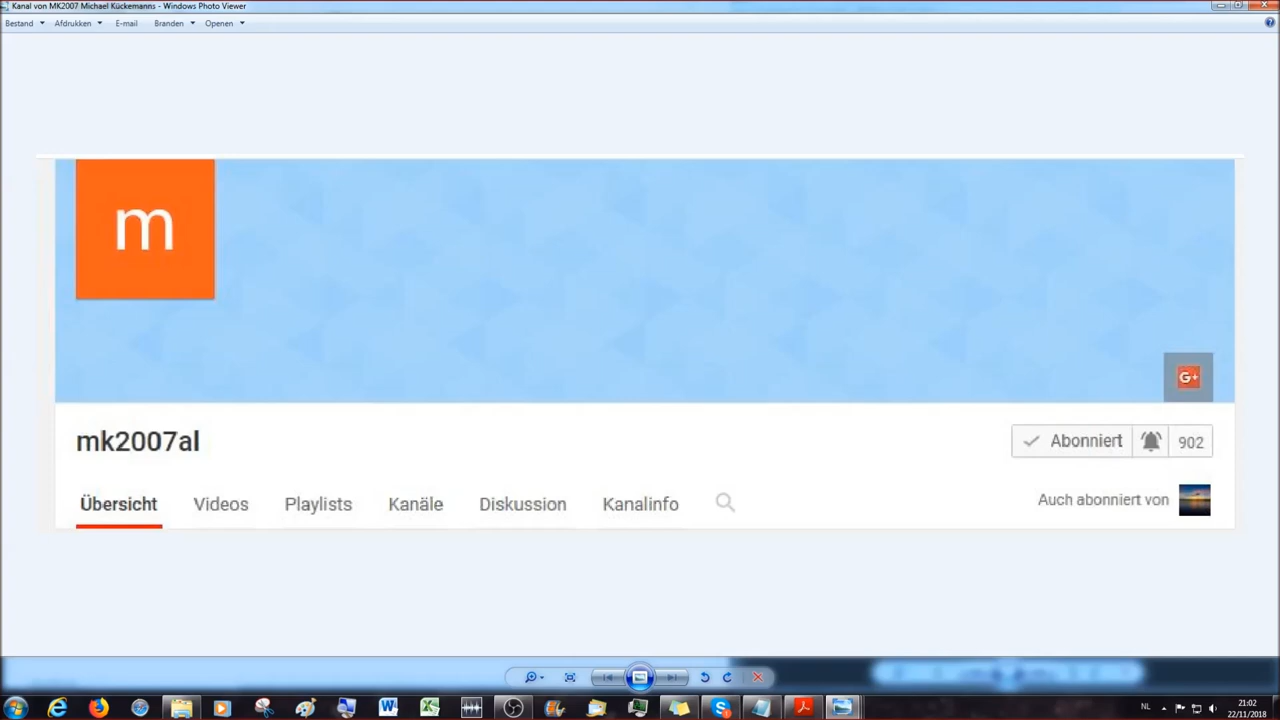 Kanal von MK2007 Michael Kückemanns - Windows Photo Viewer
Bestand Afdrukken E-mail Branden Openen
m
G+
mk2007al
Abonniert 902
Übersicht Videos Playlists Kanäle Diskussion Kanalinfo
Auch abonniert von
NL
21:02
22/11/2018